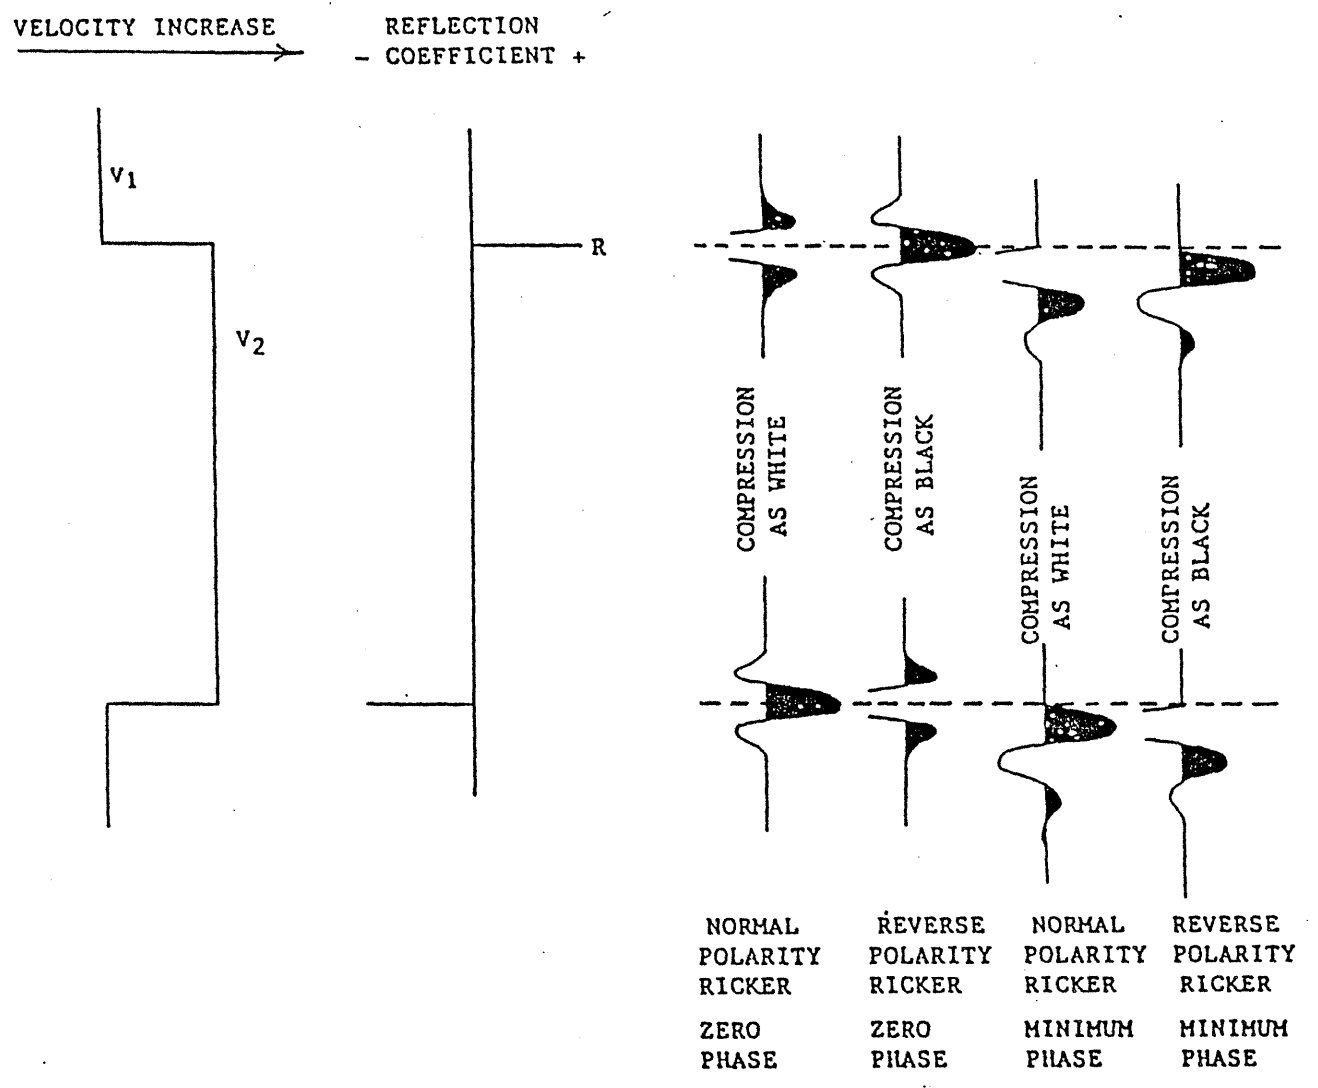 VELOCITY INCREASE
REFLECTION
- COEFFICIENT +
V1
V2
R
COMPRESSION
AS WHITE
COMPRESSION
AS BLACK
COMPRESSION
AS WHITE
COMPRESSION
AS BLACK
NORMAL
POLARITY
RICKER
ZERO
PHASE
REVERSE
POLARITY
RICKER
ZERO
PHASE
NORMAL
POLARITY
RICKER
MINIMUM
PHASE
REVERSE
POLARITY
RICKER
MINIMUM
PHASE